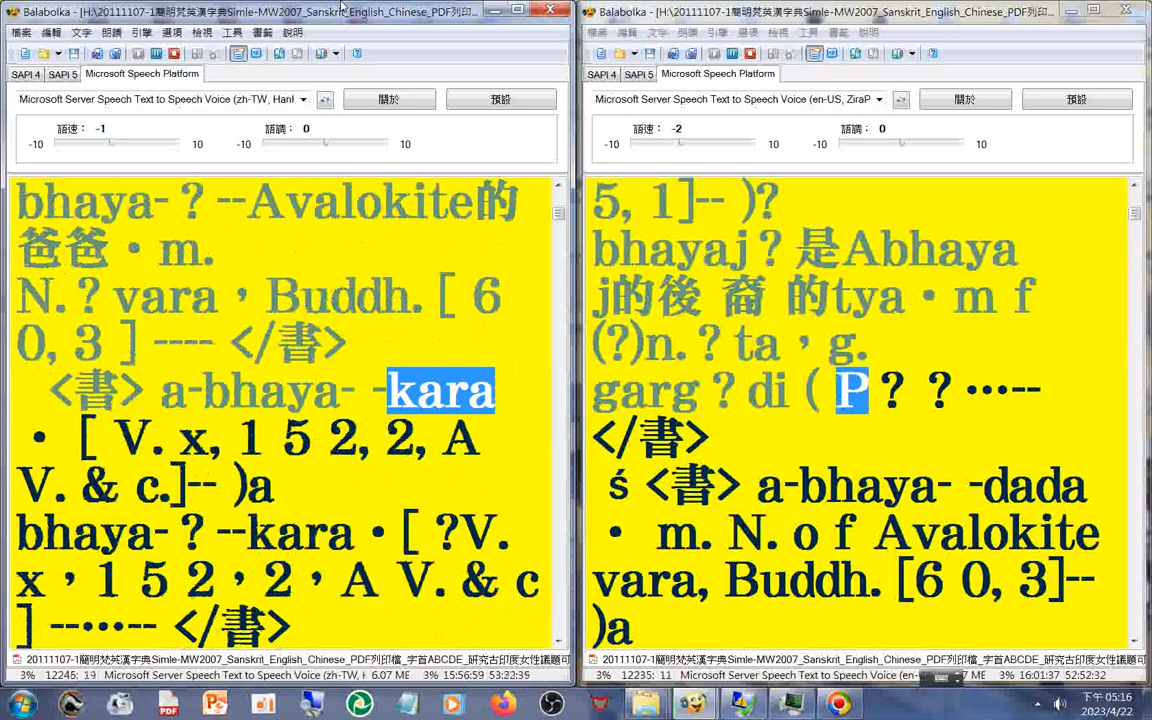 Balabolka - [H:\20111107-1簡明梵英漢字典Simle-MW2007_Sanskrit_English_Chinese_PDF列印...
檔案 編輯 文字 朗讀 引擎 選項 檢視 工具 書籤 說明
SAPI 4 SAPI 5 Microsoft Speech Platform
Microsoft Server Speech Text to Speech Voice (zh-TW, Hanl
關於 預設
語速： -1 語調： 0
-10 10 -10 10
bhaya-？--Avalokite的
爸爸·m.
N.？vara，Buddh.[ 6
0, 3 ] ---- </書>
<書> a-bhaya- -kara
· [ V. x, 1 5 2, 2, A
V. & c.]-- )a
bhaya-？--kara·[ ?V.
x，1 5 2，2，A V. & c
] --···-- </書>
20111107-1簡明梵英漢字典Simle-MW2007_Sanskrit_English_Chinese_PDF列印檔_字首ABCDE_研究古印度女性議題可
3% 12245: 19 Microsoft Server Speech Text to Speech Voice (zh-TW, H 6.07 ME 3% 15:56:59 53:22:39
Balabolka - [H:\20111107-1簡明梵英漢字典Simle-MW2007_Sanskrit_English_Chinese_PDF列印...
檔案 編輯 文字 朗讀 引擎 選項 檢視 工具 書籤 說明
SAPI 4 SAPI 5 Microsoft Speech Platform
Microsoft Server Speech Text to Speech Voice (en-US, ZiraP
關於 預設
語速： -2 語調： 0
-10 10 -10 10
5, 1]-- )?
bhayaj？是Abhaya
j的後 裔 的tya·m f
(?)n.？ta，g.
garg？di（ P？？···--
</書>
ś <書> a-bhaya- -dada
· m. N. o f Avalokite
vara, Buddh. [6 0, 3]--
)a
20111107-1簡明梵英漢字典Simle-MW2007_Sanskrit_English_Chinese_PDF列印檔_字首ABCDE_研究古印度女性議題可
3% 12235: 11 Microsoft Server Speech Text to Speech Vo 3% 16:01:37 52:52:32
下午 05:16
2023/4/22